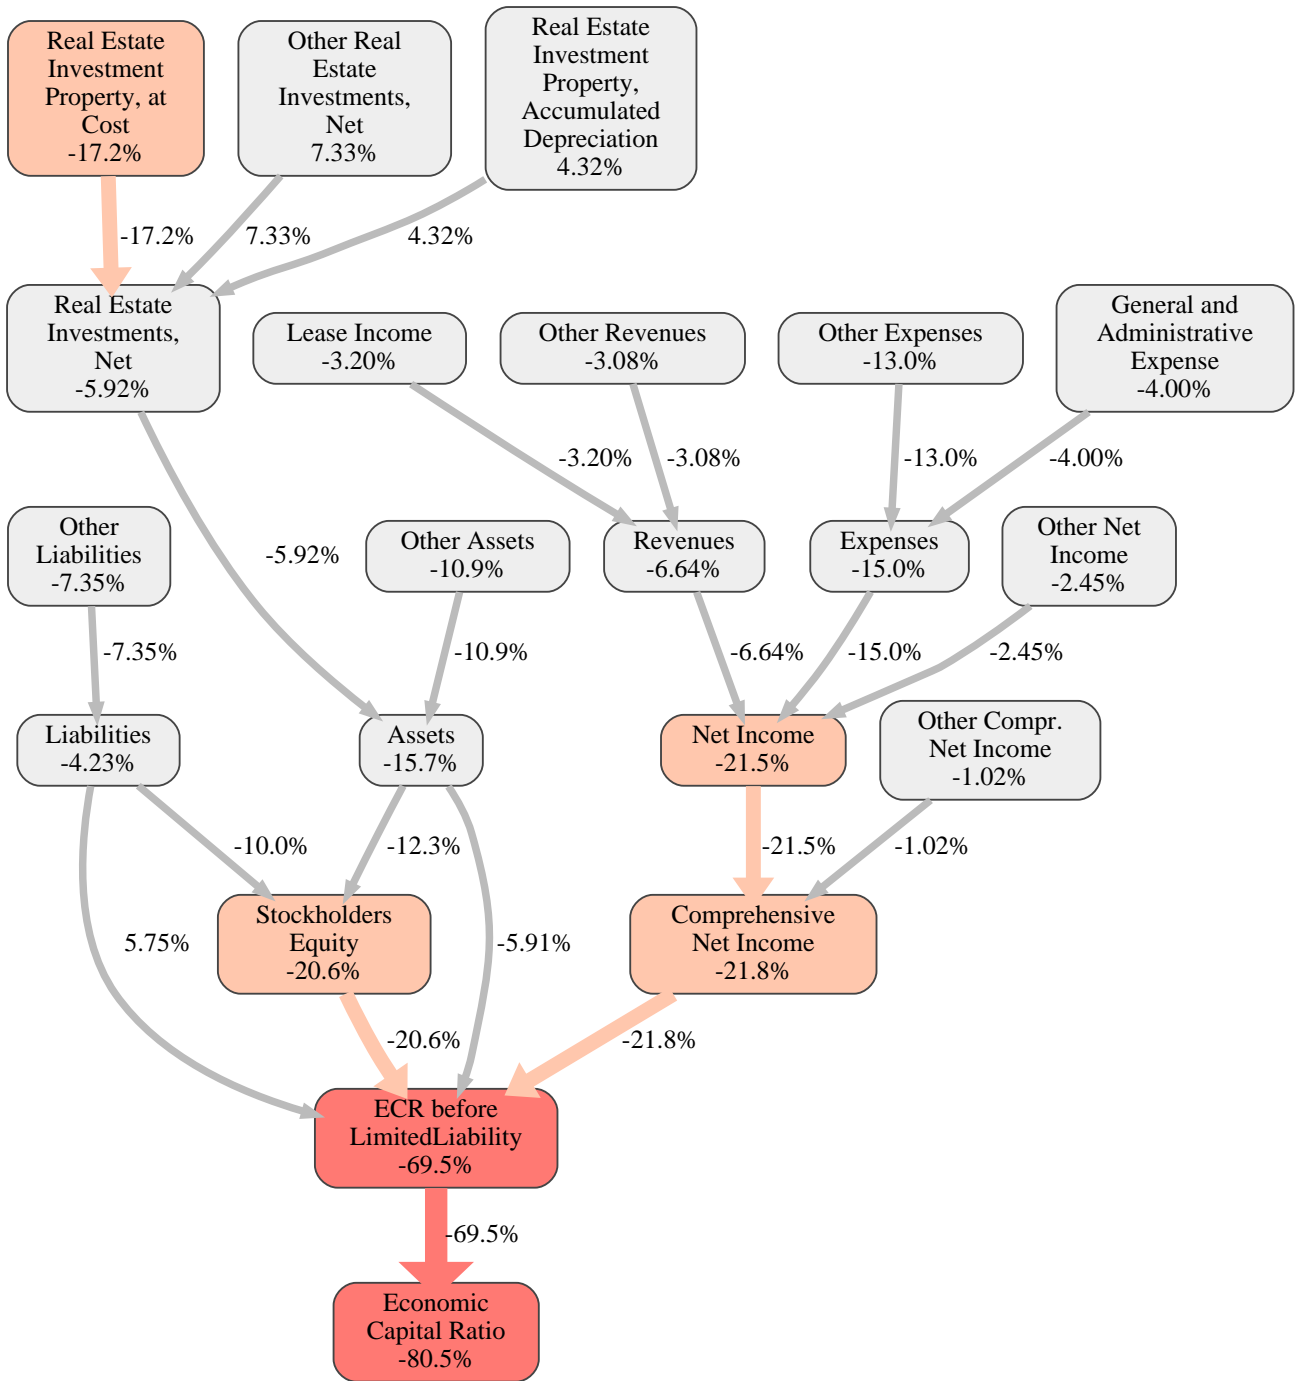 Real Estate
Investment
Property, at
Cost
-17.2%
Other Real
Estate
Investments,
Net
7.33%
Real Estate
Investment
Property,
Accumulated
Depreciation
4.32%
-17.2%
7.33%
4.32%
Real Estate
Investments,
Net
-5.92%
Lease Income
-3.20%
Other Revenues
-3.08%
Other Expenses
-13.0%
General and
Administrative
Expense
-4.00%
-3.20%
-3.08%
-13.0%
-4.00%
Other
Liabilities
-7.35%
-5.92%
Other Assets
-10.9%
Revenues
-6.64%
Expenses
-15.0%
Other Net
Income
-2.45%
-7.35%
-10.9%
-6.64%
-15.0%
-2.45%
Liabilities
-4.23%
Assets
-15.7%
Net Income
-21.5%
Other Compr.
Net Income
-1.02%
-10.0%
-12.3%
-21.5%
-1.02%
5.75%
Stockholders
Equity
-20.6%
-5.91%
Comprehensive
Net Income
-21.8%
-20.6%
-21.8%
ECR before
LimitedLiability
-69.5%
-69.5%
Economic
Capital Ratio
-80.5%